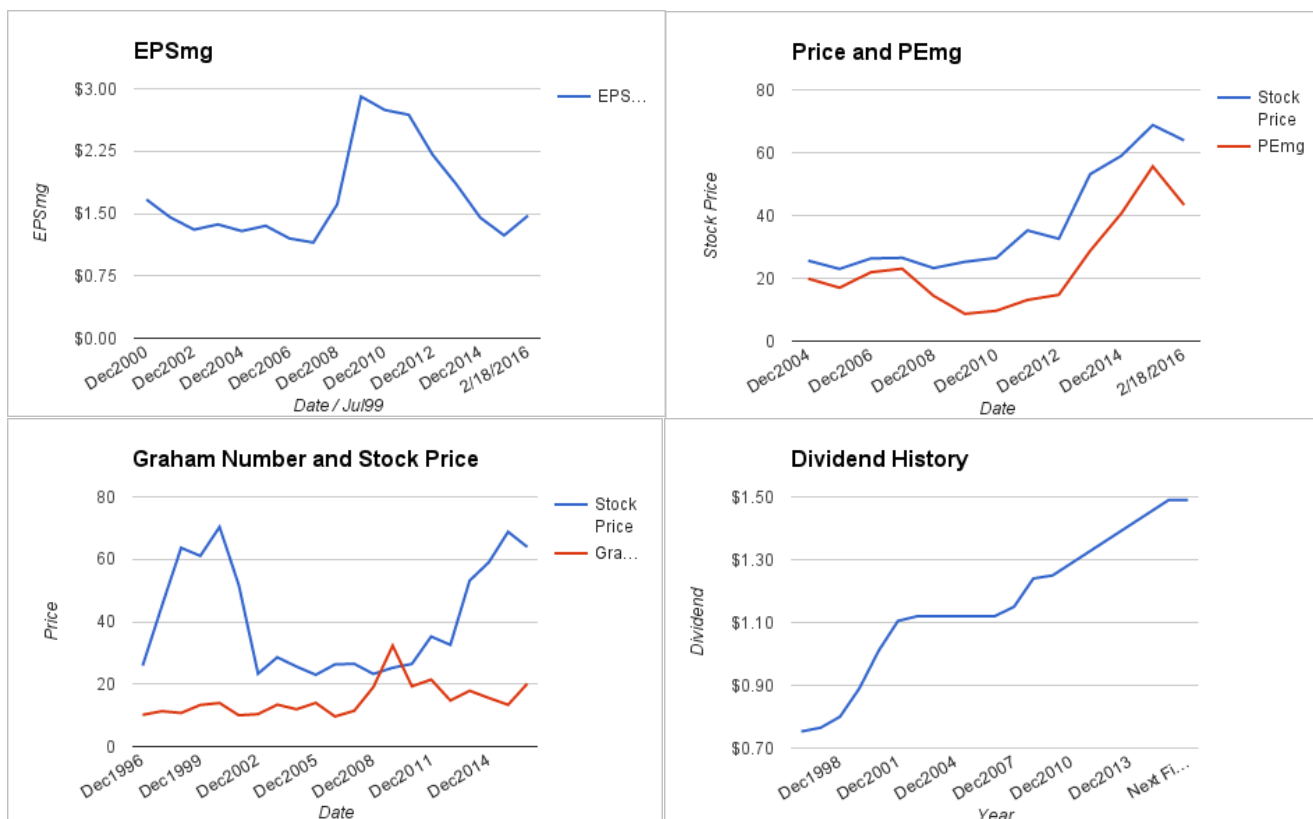 EPSmg
$3.00
$2.25
$1.50
$0.75
$0.00
EPSmg
EPS...
Dec2000
Dec2002
Dec2004
Dec2006
Dec2008
Dec2010
Dec2012
Dec2014
2/18/2016
Date / Jul99
Price and PEmg
80
60
40
20
0
Stock Price
Stock
Price
PEmg
Dec2004
Dec2006
Dec2008
Dec2010
Dec2012
Dec2014
2/18/2016
Date
Graham Number and Stock Price
80
60
40
20
0
Price
Stock
Price
Gra...
Dec1996
Dec1999
Dec2002
Dec2005
Dec2008
Dec2011
Dec2014
Date
Dividend History
$1.50
$1.30
$1.10
$0.90
$0.70
Dividend
Dec1998
Dec2001
Dec2004
Dec2007
Dec2010
Dec2013
Next Fi...
Year